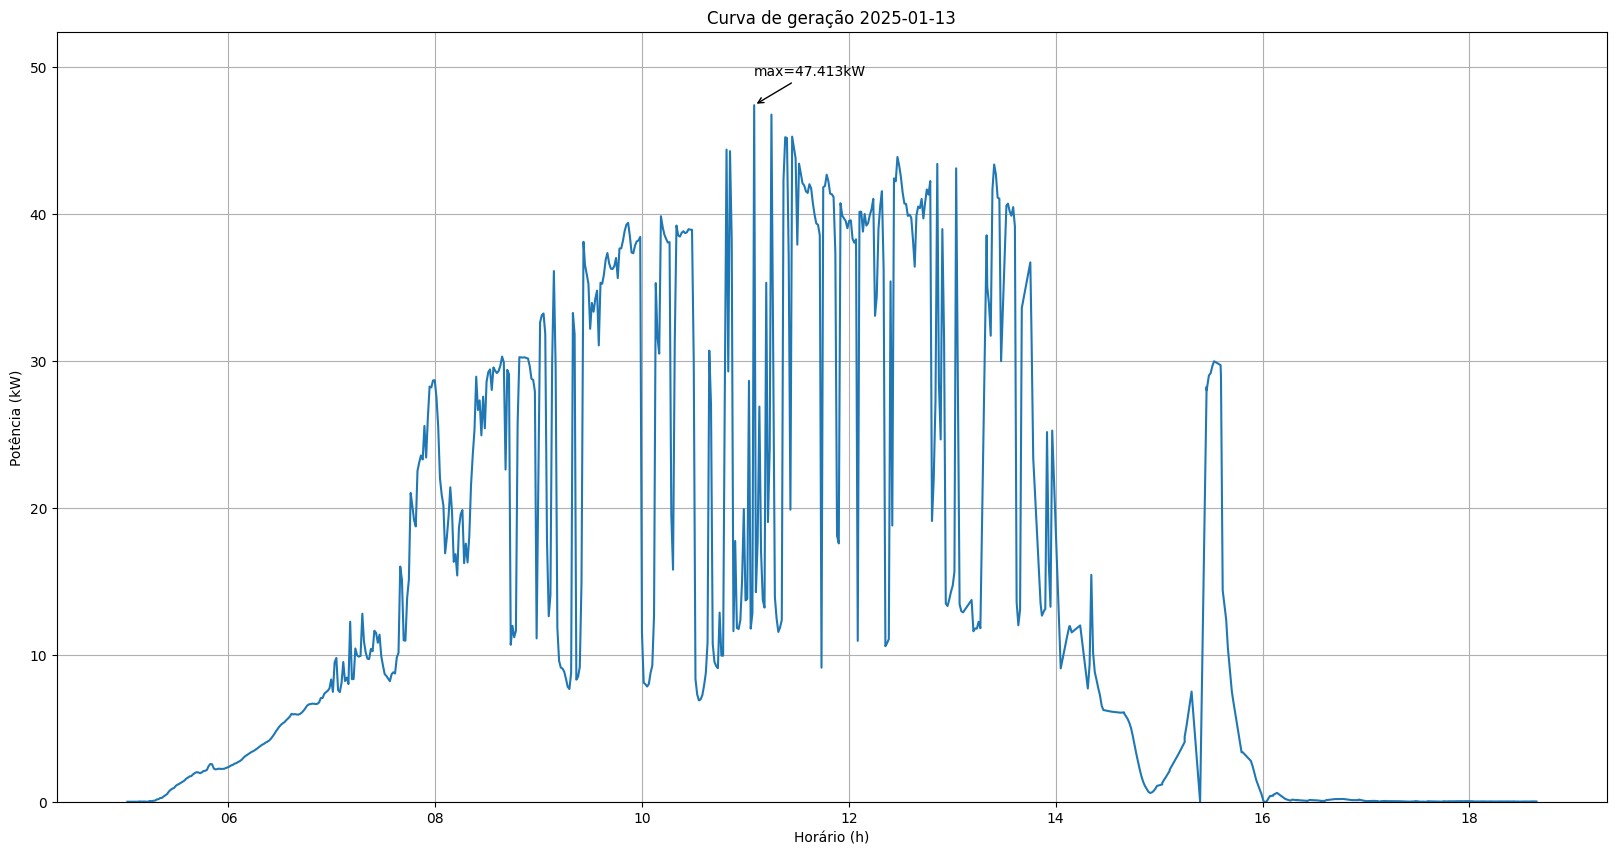 Curva de geração 2025-01-13
max=47.413kW
Potência (kW)
50
40
30
20
10
0
06 08 10 12 14 16 18
Horário (h)